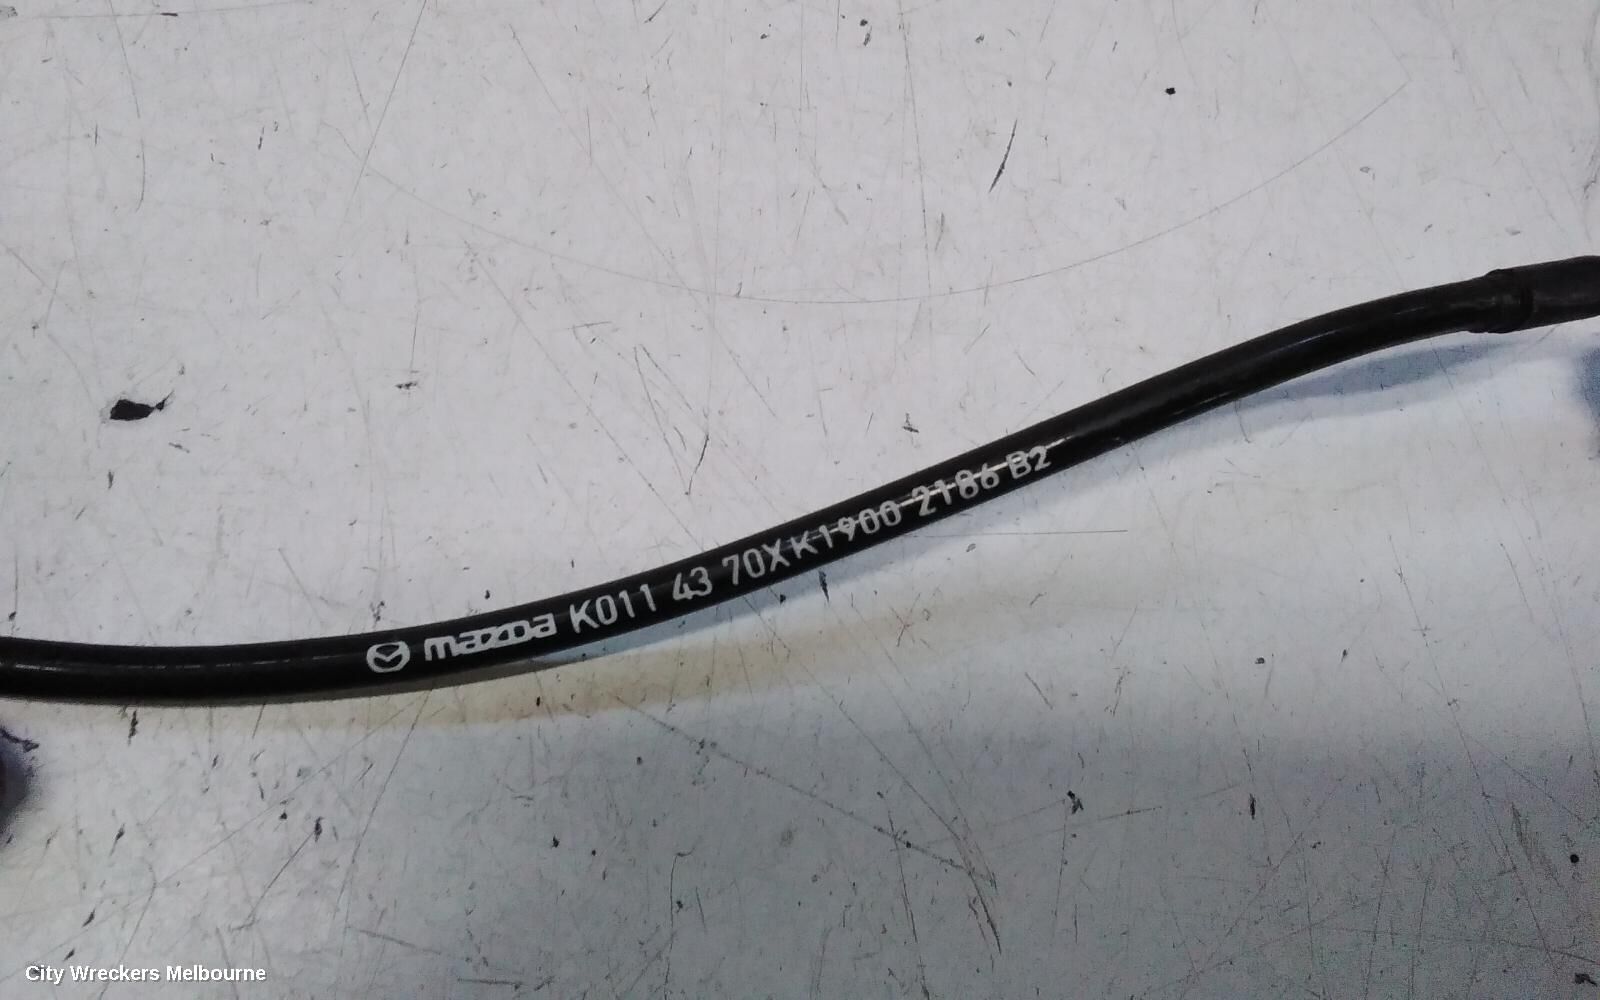 mazda K011 43 70X K1900 2186 B2
City Wreckers Melbourne